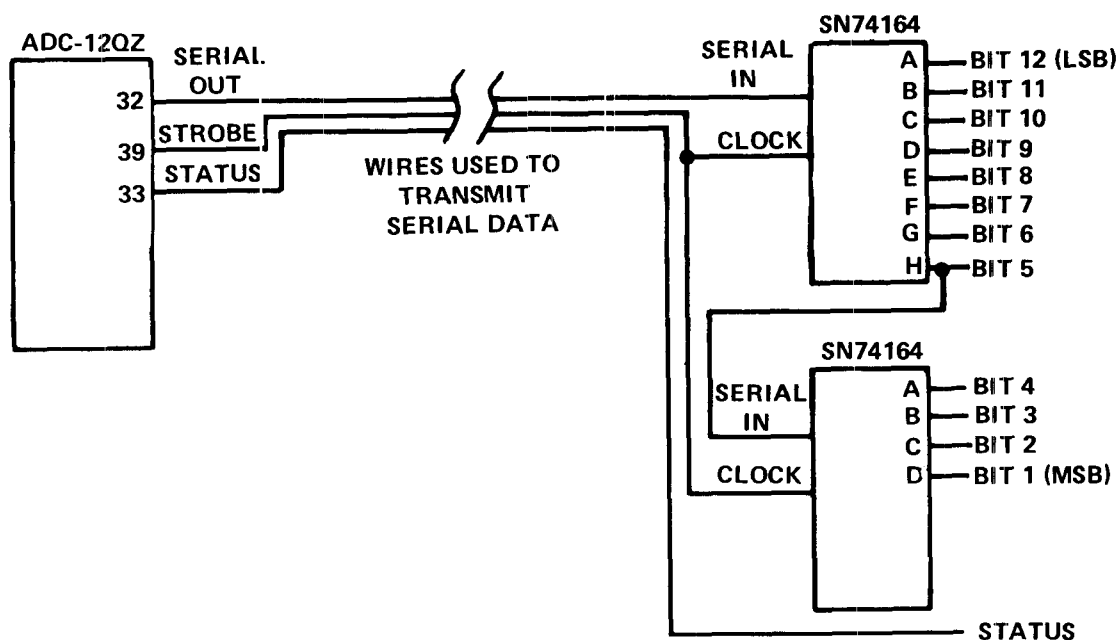 ADC-12QZ
SERIAL
OUT
32
STROBE
39
STATUS
33
WIRES USED TO
TRANSMIT
SERIAL DATA
SN74164
SERIAL
IN
CLOCK
A BIT 12 (LSB)
B BIT 11
C BIT 10
D BIT 9
E BIT 8
F BIT 7
G BIT 6
H BIT 5
SN74164
SERIAL
IN
CLOCK
A BIT 4
B BIT 3
C BIT 2
D BIT 1 (MSB)
STATUS